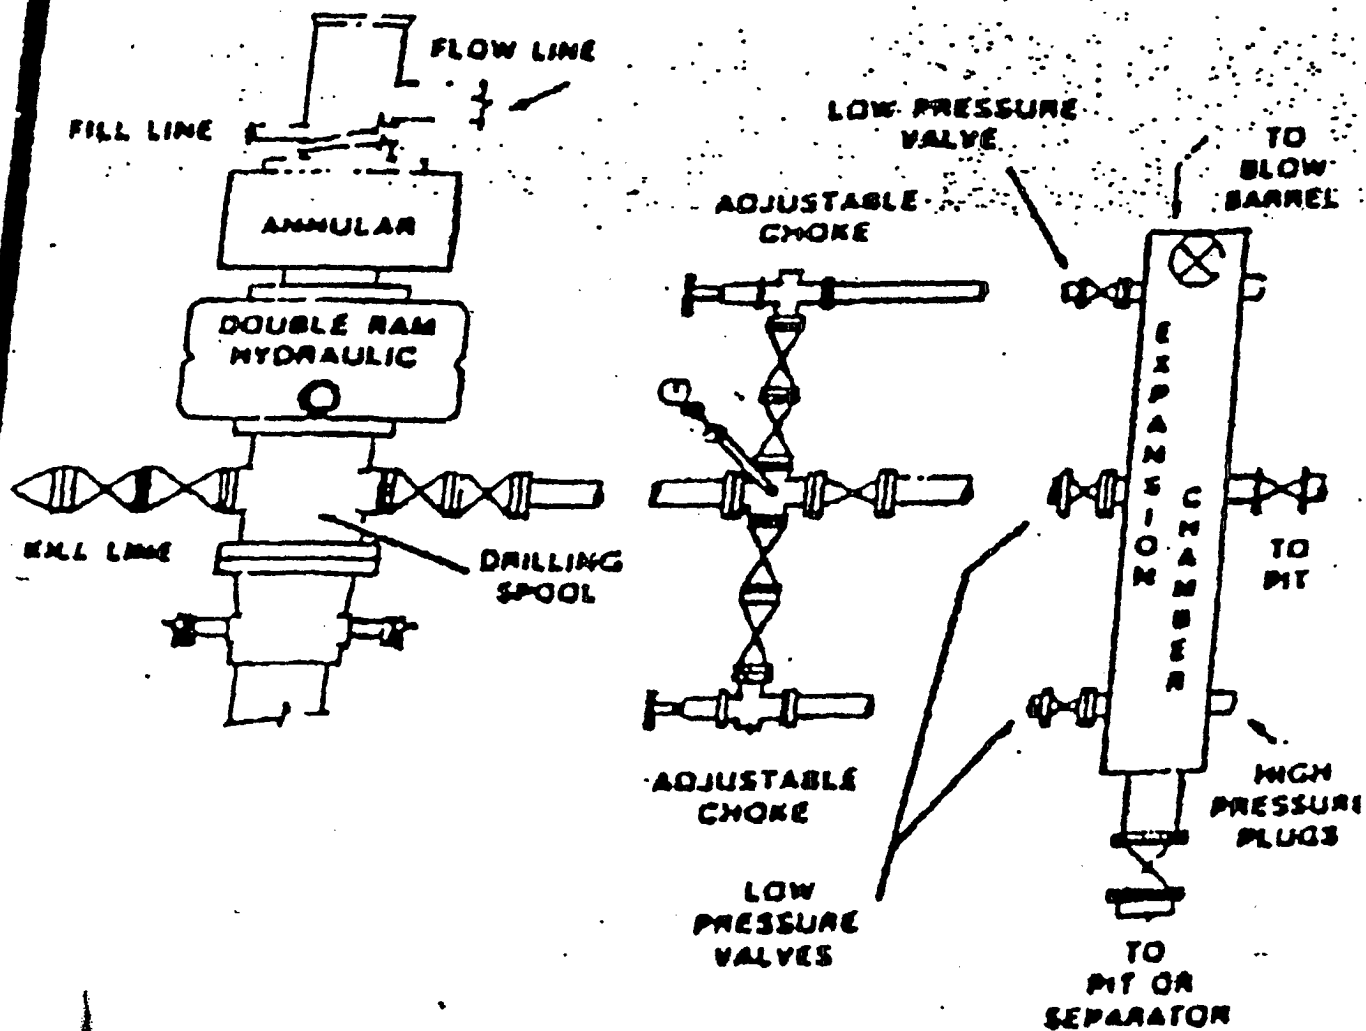 FLOW LINE
FILL LINE
ANNULAR
DOUBLE RAM
HYDRAULIC
KILL LINE
DRILLING
SPOOL
ADJUSTABLE
CHOKE
LOW PRESSURE
VALVE
TO
BLOW
BARREL
EXPANSION
CHAMBER
TO
PIT
HIGH
PRESSURE
PLUGS
ADJUSTABLE
CHOKE
LOW
PRESSURE
VALVES
TO
PIT OR
SEPARATOR